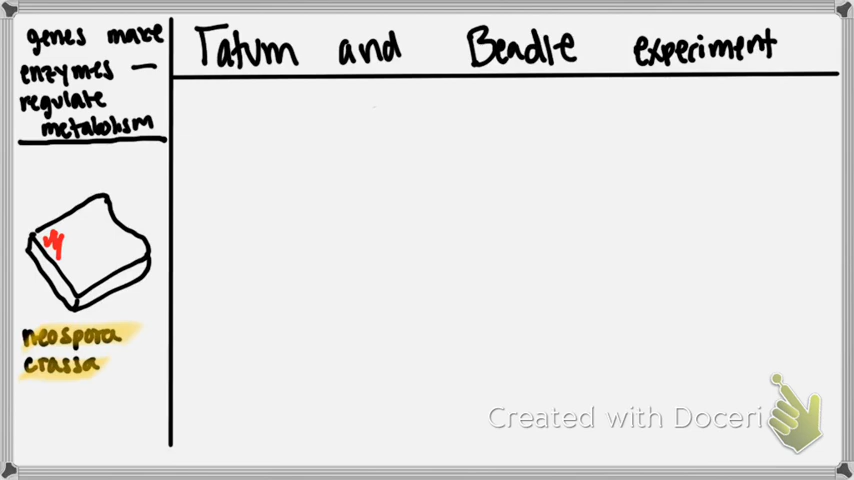 genes make
enzymes —
regulate
metabolism
Tatum and Beadle experiment
neospora
crassa
Created with Doceri